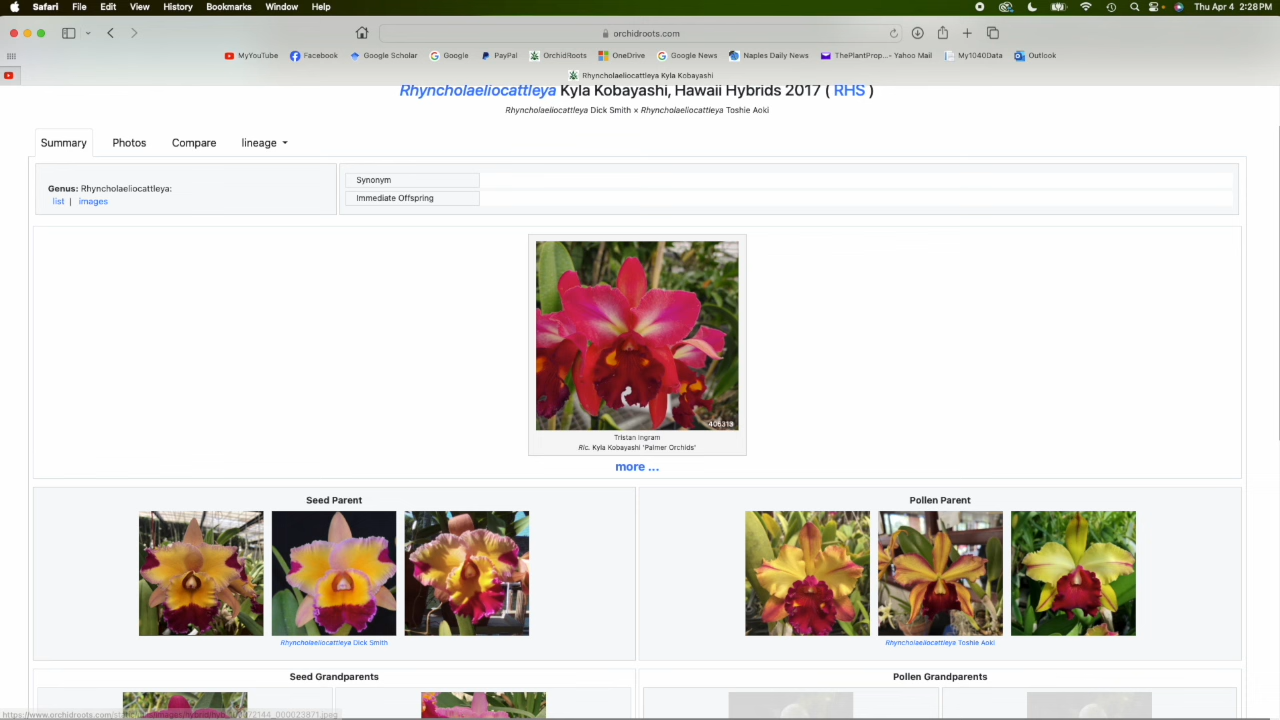 Safari File Edit View History Bookmarks Window Help
Thu Apr 4 2:28PM
orchidroots.com
MyYouTube Facebook Google Scholar Google PayPal OrchidRoots OneDrive Google News Naples Daily News ThePlantProp...- Yahoo Mail My1040Data Outlook
Rhyncholaeliocattleya Kyla Kobayashi
Rhyncholaeliocattleya Kyla Kobayashi, Hawaii Hybrids 2017 ( RHS )
Rhyncholaeliocattleya Dick Smith × Rhyncholaeliocattleya Toshie Aoki
Summary Photos Compare lineage
Genus: Rhyncholaeliocattleya:
list | images
Synonym
Immediate Offspring
406313
Tristan Ingram
Rlc. Kyla Kobayashi 'Palmer Orchids'
more ...
Seed Parent
Pollen Parent
Rhyncholaeliocattleya Dick Smith
Rhyncholaeliocattleya Toshie Aoki
Seed Grandparents
Pollen Grandparents